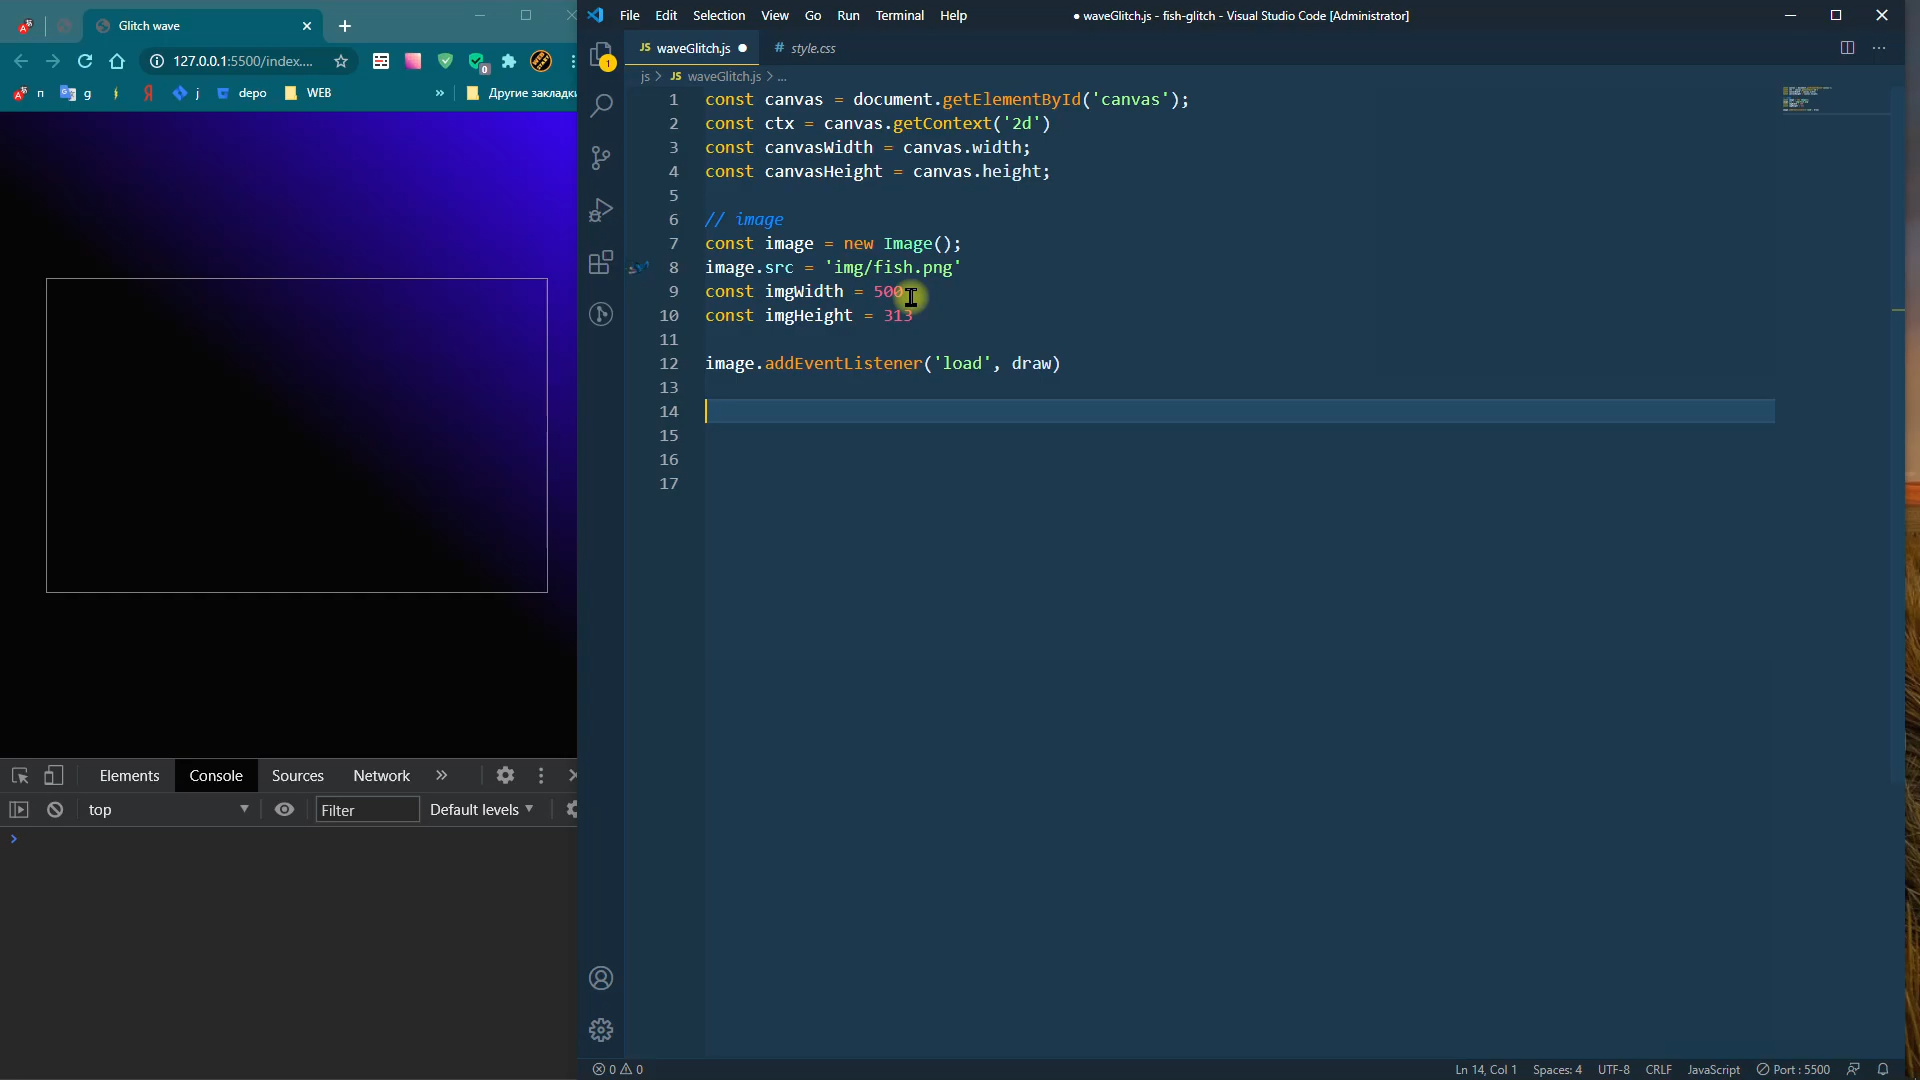 Glitch wave
127.0.0.1:5500/index....
0
п
g
j
depo
WEB
»
Другие закладки
Elements
Console
Sources
Network
»
top
Filter
Default levels
File
Edit
Selection
View
Go
Run
Terminal
Help
● waveGlitch.js - fish-glitch - Visual Studio Code [Administrator]
1
JS waveGlitch.js ●
# style.css
js > JS waveGlitch.js > ...
1 const canvas = document.getElementById('canvas');
2 const ctx = canvas.getContext('2d')
3 const canvasWidth = canvas.width;
4 const canvasHeight = canvas.height;
5
6 // image
7 const image = new Image();
8 image.src = 'img/fish.png'
9 const imgWidth = 500
10 const imgHeight = 313
11
12 image.addEventListener('load', draw)
13
14
15
16
17
0
0
Ln 14, Col 1
Spaces: 4
UTF-8
CRLF
JavaScript
Port : 5500